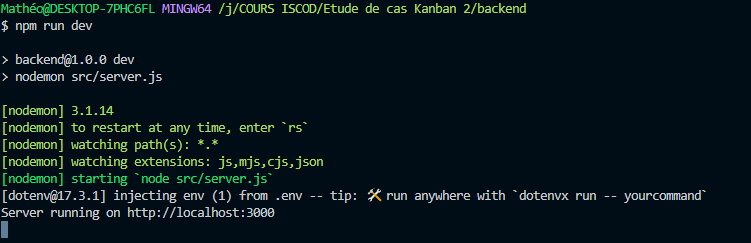 Mathéo@DESKTOP-7PHC6FL MINGW64 /j/COURS ISCOD/Etude de cas Kanban 2/backend
$ npm run dev
> backend@1.0.0 dev
> nodemon src/server.js
[nodemon] 3.1.14
[nodemon] to restart at any time, enter `rs`
[nodemon] watching path(s): *.*
[nodemon] watching extensions: js,mjs,cjs,json
[nodemon] starting `node src/server.js`
[dotenv@17.3.1] injecting env (1) from .env -- tip: 🛠️ run anywhere with `dotenvx run -- yourcommand`
Server running on http://localhost:3000